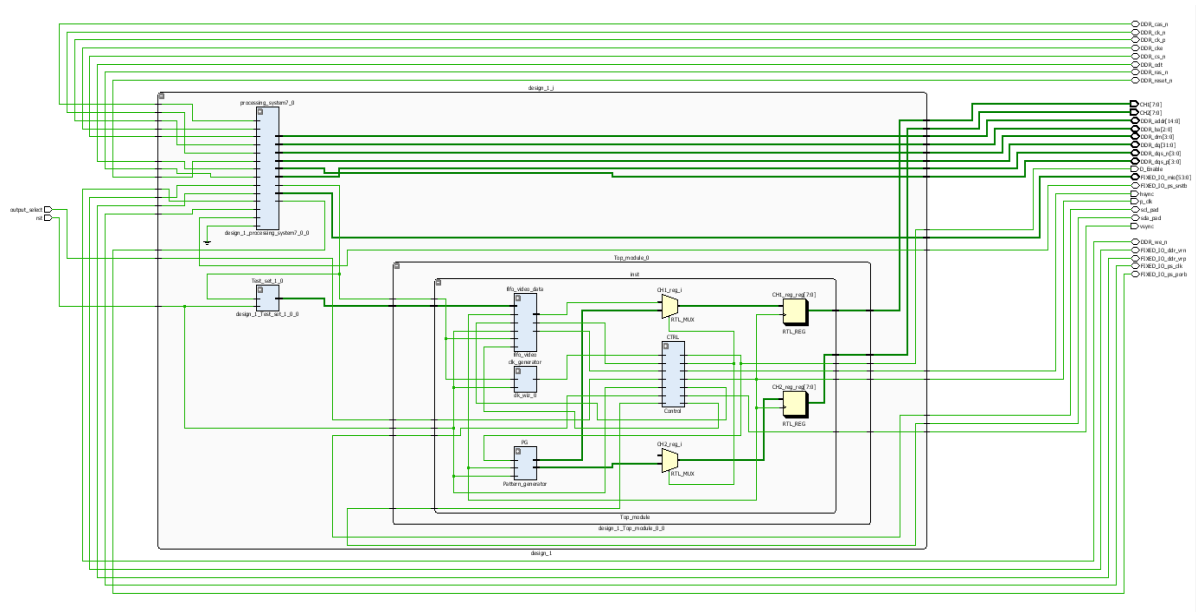 DDR_cas_n
DDR_ck_n
DDR_ck_p
DDR_cke
DDR_cs_n
DDR_odt
DDR_ras_n
DDR_reset_n
design_1_i
processing_system7_0
CH1[7:0]
CH2[7:0]
DDR_addr[14:0]
DDR_ba[2:0]
DDR_dm[3:0]
DDR_dq[31:0]
DDR_dqs_n[3:0]
DDR_dqs_p[3:0]
D_Enable
FIXED_IO_mio[53:0]
FIXED_IO_ps_srstb
hsync
p_clk
scl_pad
sda_pad
vsync
output_select
rst
design_1_processing_system7_0_0
DDR_we_n
FIXED_IO_ddr_vrn
FIXED_IO_ddr_vrp
FIXED_IO_ps_clk
FIXED_IO_ps_porb
Top_module_0
inst
Test_set_1_0
design_1_Test_set_1_0_0
fifo_video_data
fifo_video
CH1_reg_i
RTL_MUX
CH1_reg_reg[7:0]
RTL_REG
clk_generator
clk_wiz_0
CTRL
Control
CH2_reg_reg[7:0]
RTL_REG
PG
Pattern_generator
CH2_reg_i
RTL_MUX
Top_module
design_1_Top_module_0_0
design_1